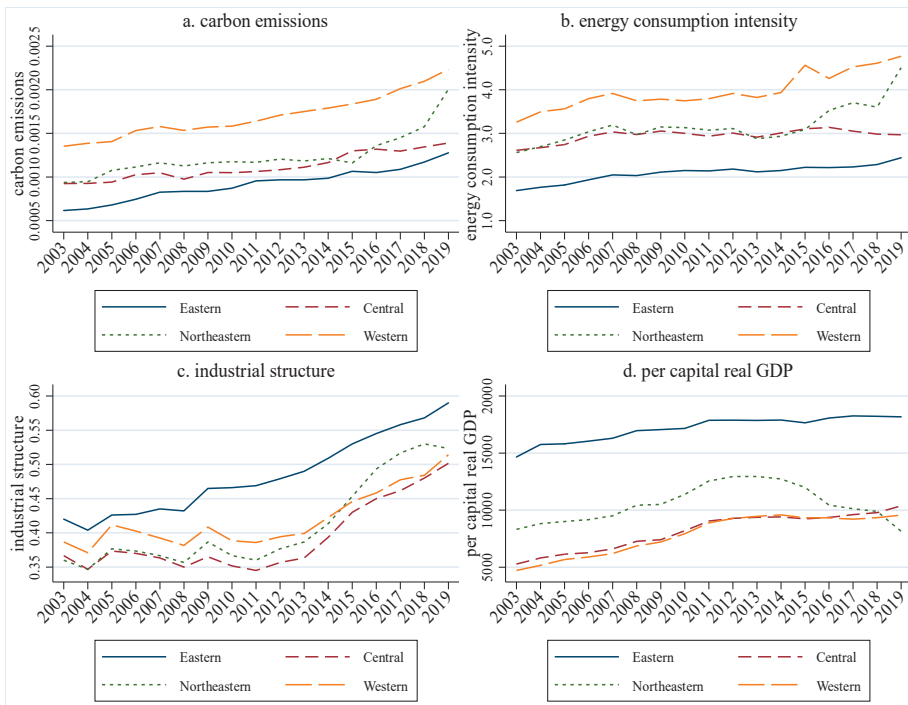 a. carbon emissions
carbon emissions
0.0005 0.0010 0.0015 0.0020 0.0025
2003 2004 2005 2006 2007 2008 2009 2010 2011 2012 2013 2014 2015 2016 2017 2018 2019
Eastern Central
Northeastern Western
b. energy consumption intensity
energy consumption intensity
1.0 2.0 3.0 4.0 5.0
2003 2004 2005 2006 2007 2008 2009 2010 2011 2012 2013 2014 2015 2016 2017 2018 2019
Eastern Central
Northeastern Western
c. industrial structure
industrial structure
0.35 0.40 0.45 0.50 0.55 0.60
2003 2004 2005 2006 2007 2008 2009 2010 2011 2012 2013 2014 2015 2016 2017 2018 2019
Eastern Central
Northeastern Western
d. per capital real GDP
per capital real GDP
5000 10000 15000 20000
2003 2004 2005 2006 2007 2008 2009 2010 2011 2012 2013 2014 2015 2016 2017 2018 2019
Eastern Central
Northeastern Western